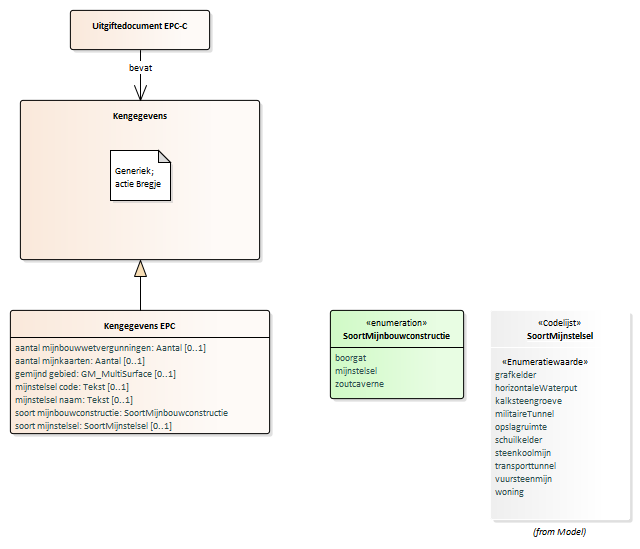 Uitgiftedocument EPC-C
bevat
Kengegevens
Generiek;
actie Bregje
Kengegevens EPC
aantal mijnbouwwetvergunningen: Aantal [0..1]
aantal mijnkaarten: Aantal [0..1]
gemijnd gebied: GM_MultiSurface [0..1]
mijnstelsel code: Tekst [0..1]
mijnstelsel naam: Tekst [0..1]
soort mijnbouwconstructie: SoortMijnbouwconstructie
soort mijnstelsel: SoortMijnstelsel [0..1]
«enumeration»
SoortMijnbouwconstructie
boorgat
mijnstelsel
zoutcaverne
«Codelijst»
SoortMijnstelsel
«Enumeratiewaarde»
grafkelder
horizontaleWaterput
kalksteengroeve
militaireTunnel
opslagruimte
schuilkelder
steenkoolmijn
transporttunnel
vuursteenmijn
woning
(from Model)